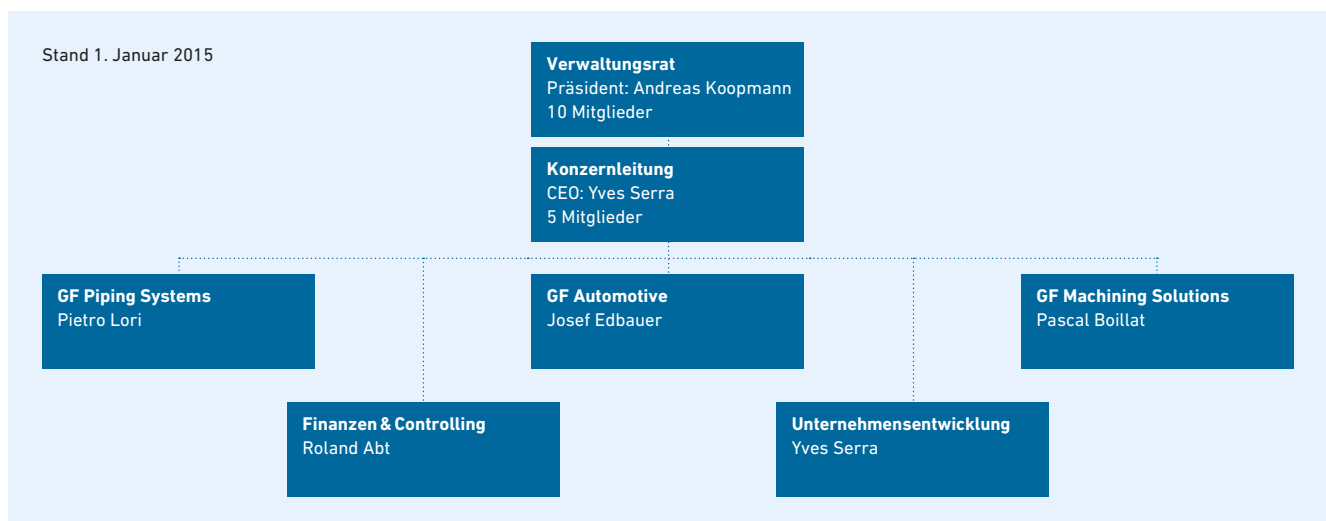 Stand 1. Januar 2015
Verwaltungsrat
Präsident: Andreas Koopmann
10 Mitglieder
Konzernleitung
CEO: Yves Serra
5 Mitglieder
GF Piping Systems
Pietro Lori
GF Automotive
Josef Edbauer
GF Machining Solutions
Pascal Boillat
Finanzen & Controlling
Roland Abt
Unternehmensentwicklung
Yves Serra